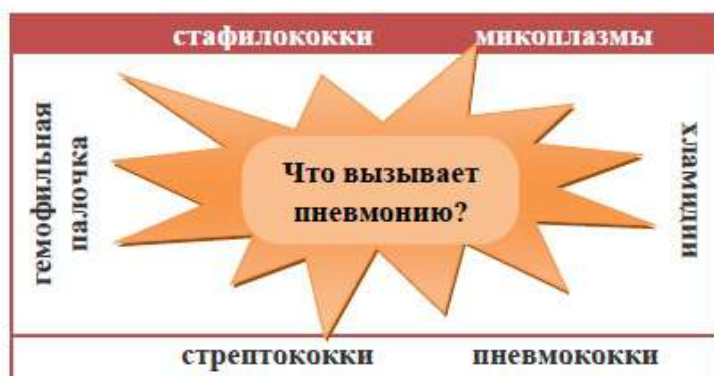 стафилококки микоплазмы
гемофильная
палочка
Что вызывает
пневмонию?
хламидии
стрептококки пневмококки